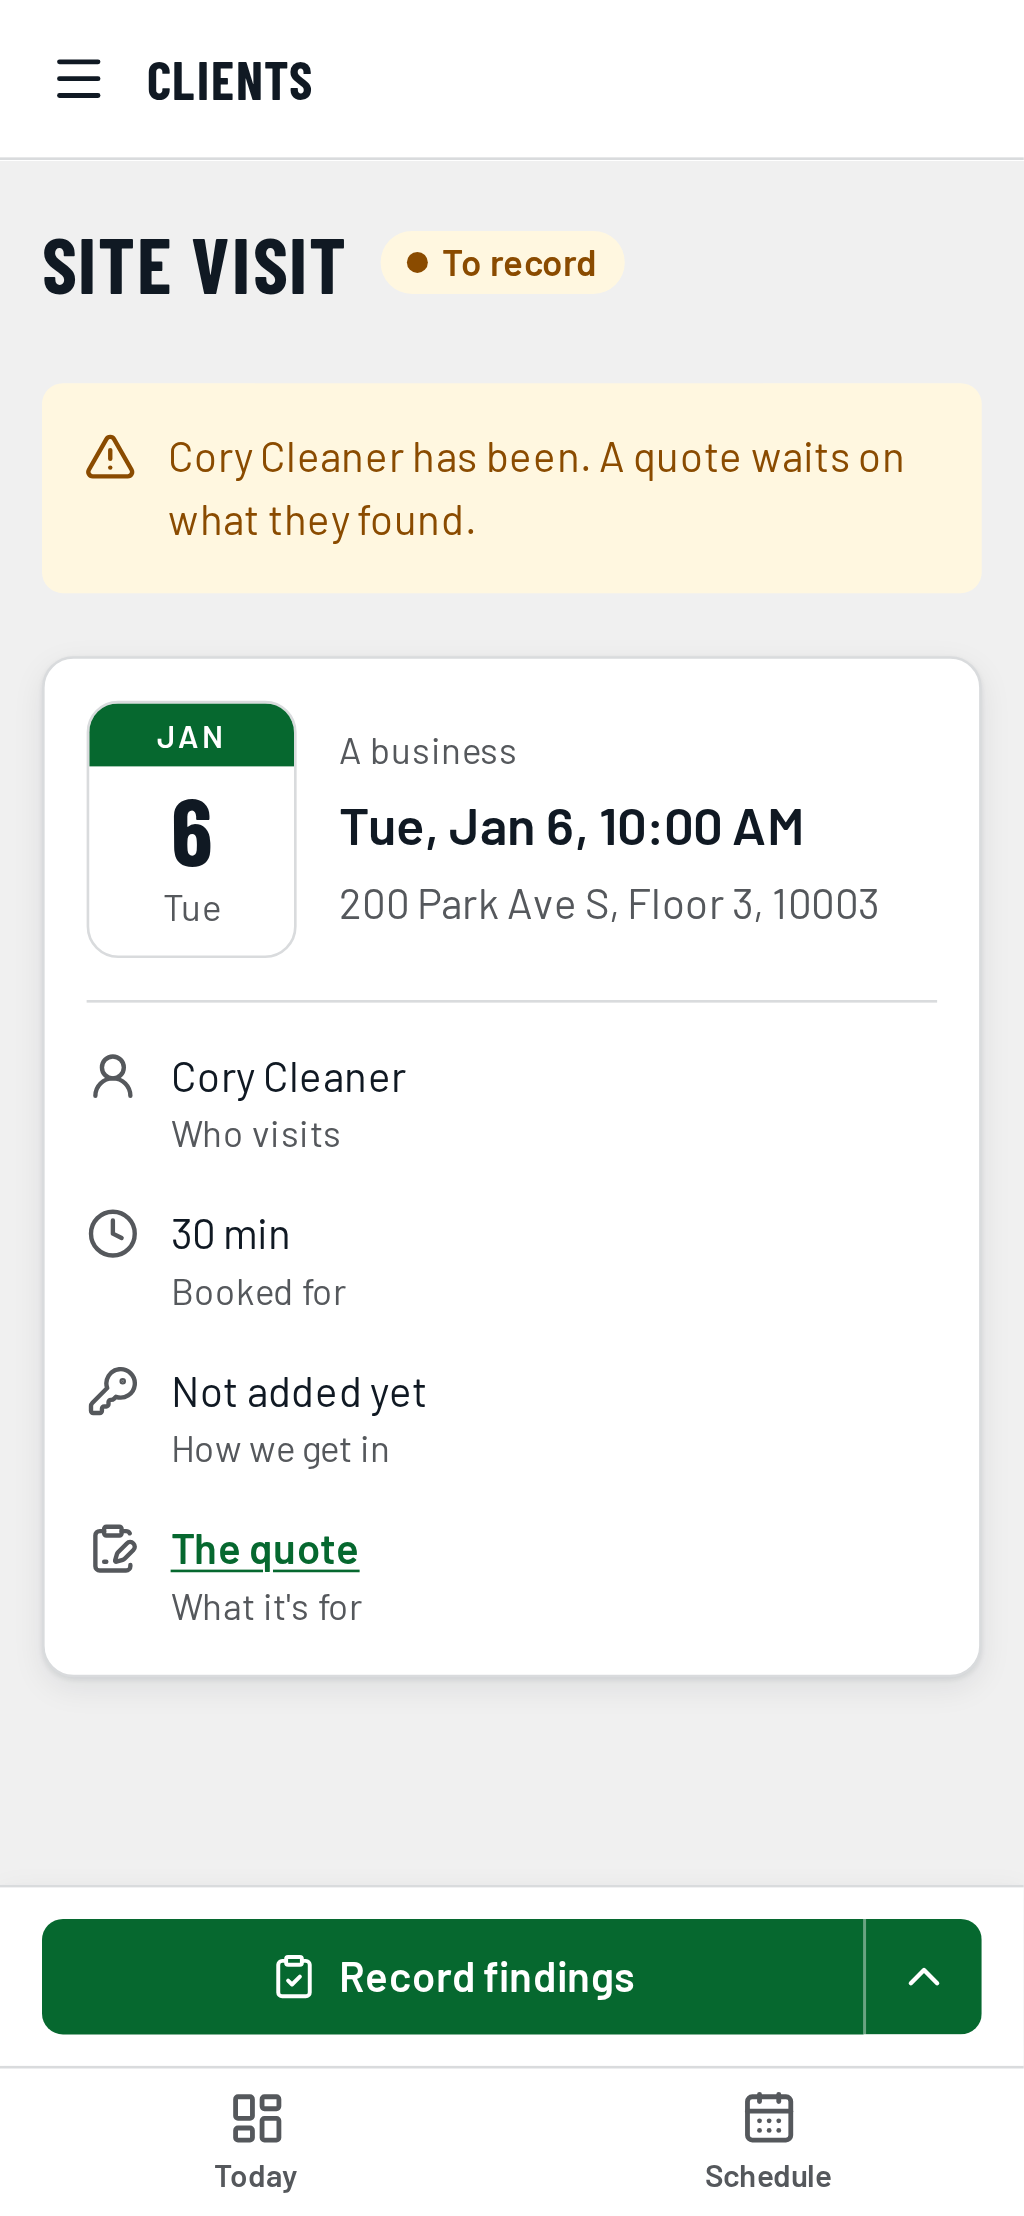 CLIENTS
SITE VISIT
To record
Cory Cleaner has been. A quote waits on
what they found.
JAN
6
Tue
A business
Tue, Jan 6, 10:00 AM
200 Park Ave S, Floor 3, 10003
Cory Cleaner
Who visits
30 min
Booked for
Not added yet
How we get in
The quote
What it's for
Record findings
Today
Schedule